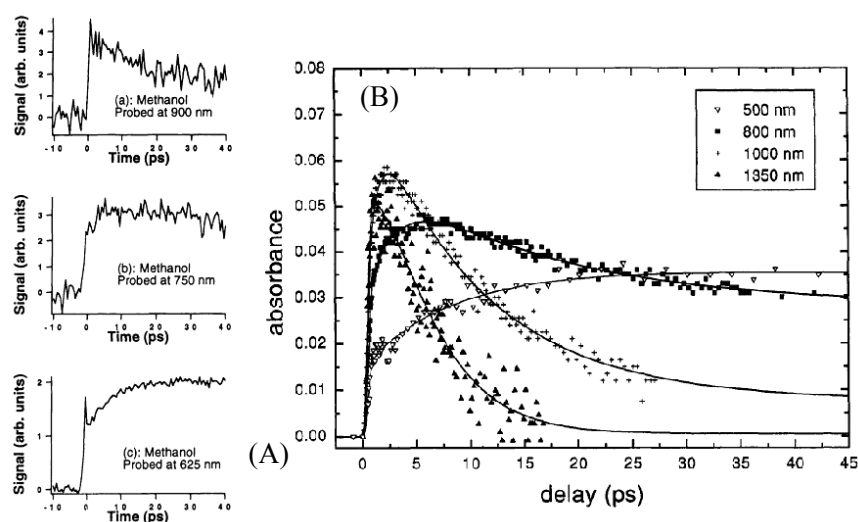 Signal (arb. units)
4
3
2
1
0
(a): Methanol
Probed at 900 nm
-10 0 10 20 30 40
Time (ps)
Signal (arb. units)
3
2
1
0
(b): Methanol
Probed at 750 nm
-10 0 10 20 30 40
Time (ps)
Signal (arb. units)
2
1
0
(c): Methanol
Probed at 625 nm
-10 0 10 20 30 40
Time (ps)
(A)
(B)
absorbance
0.08
0.07
0.06
0.05
0.04
0.03
0.02
0.01
0.00
500 nm
800 nm
1000 nm
1350 nm
0 5 10 15 20 25 30 35 40 45
delay (ps)